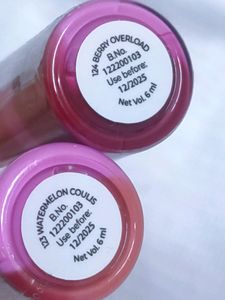 124 BERRY OVERLOAD
B.No.
122200103
Use before:
12/2025
Net Vol. 6 ml
WATERMELON COULIS
B.No.
122200103
Use before:
12/2025
Net Vol. 6 ml